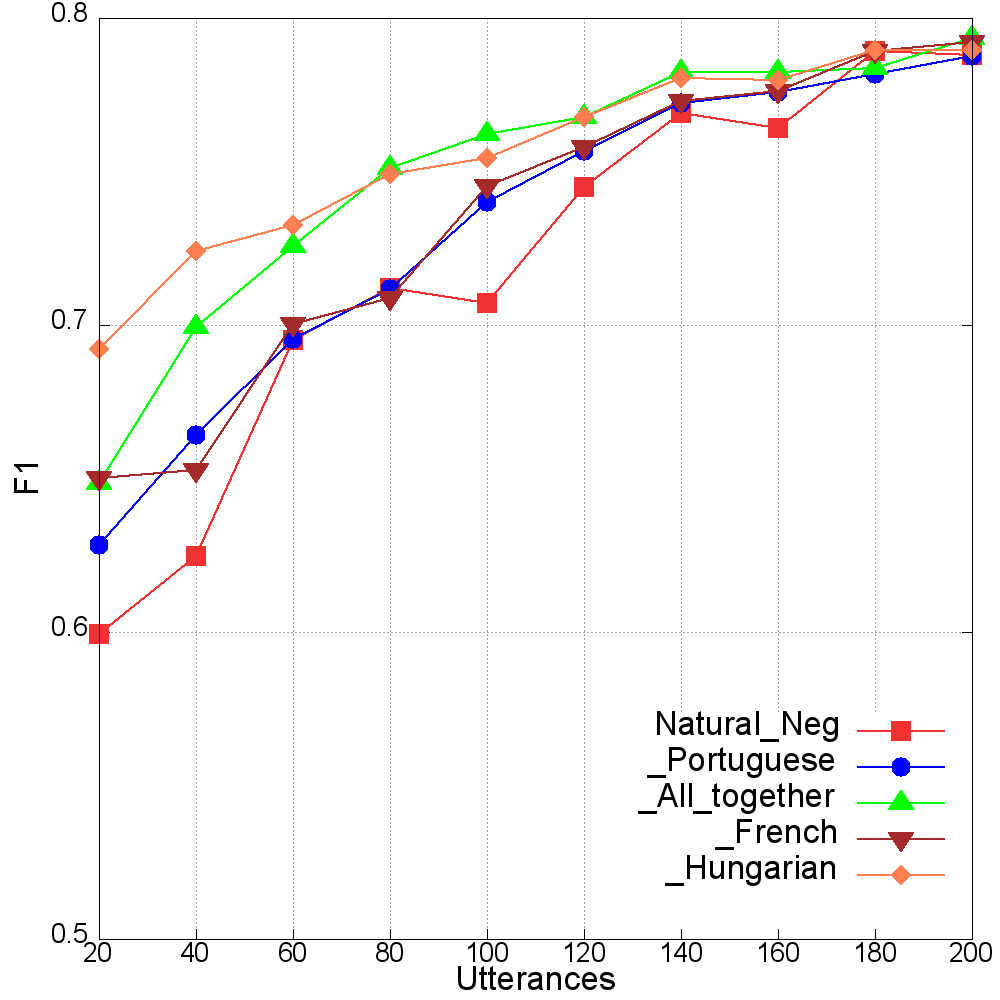 0.8
0.7
0.6
0.5
F1
Natural_Neg
_Portuguese
_All_together
_French
_Hungarian
20 40 60 80 100 120 140 160 180 200
Utterances